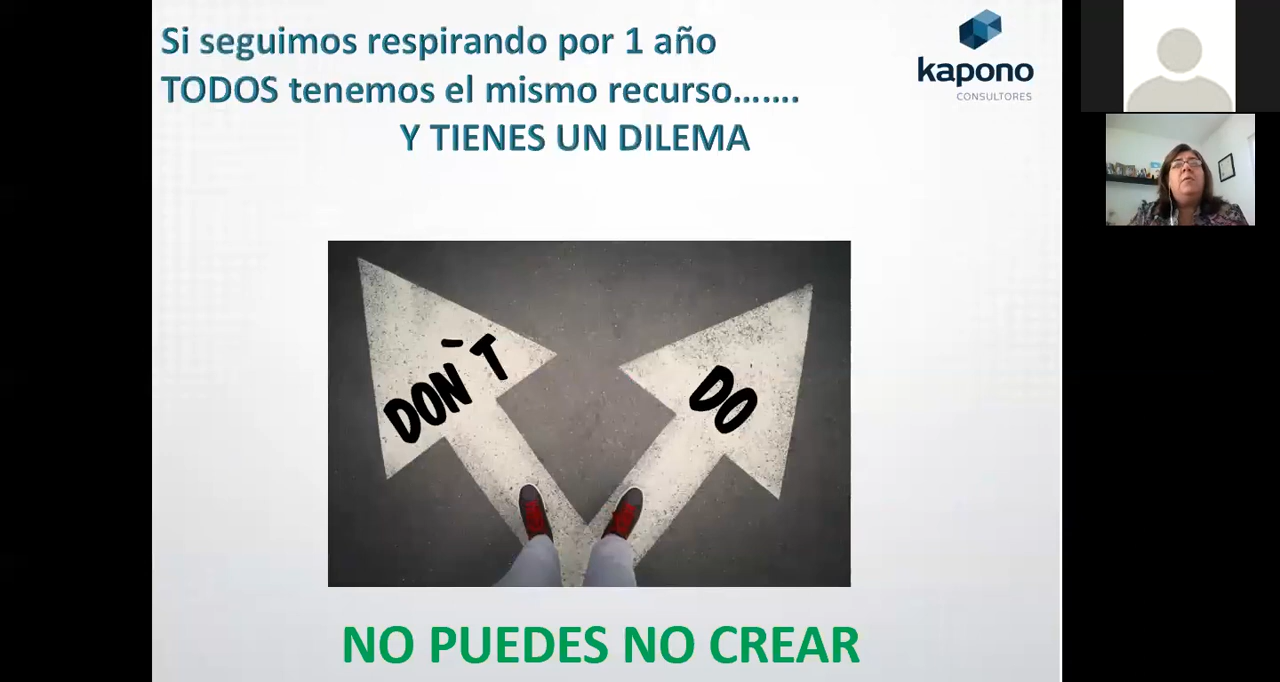 Si seguimos respirando por 1 año
TODOS tenemos el mismo recurso.......
Y TIENES UN DILEMA
kapono
CONSULTORES
DON`T
DO
NO PUEDES NO CREAR